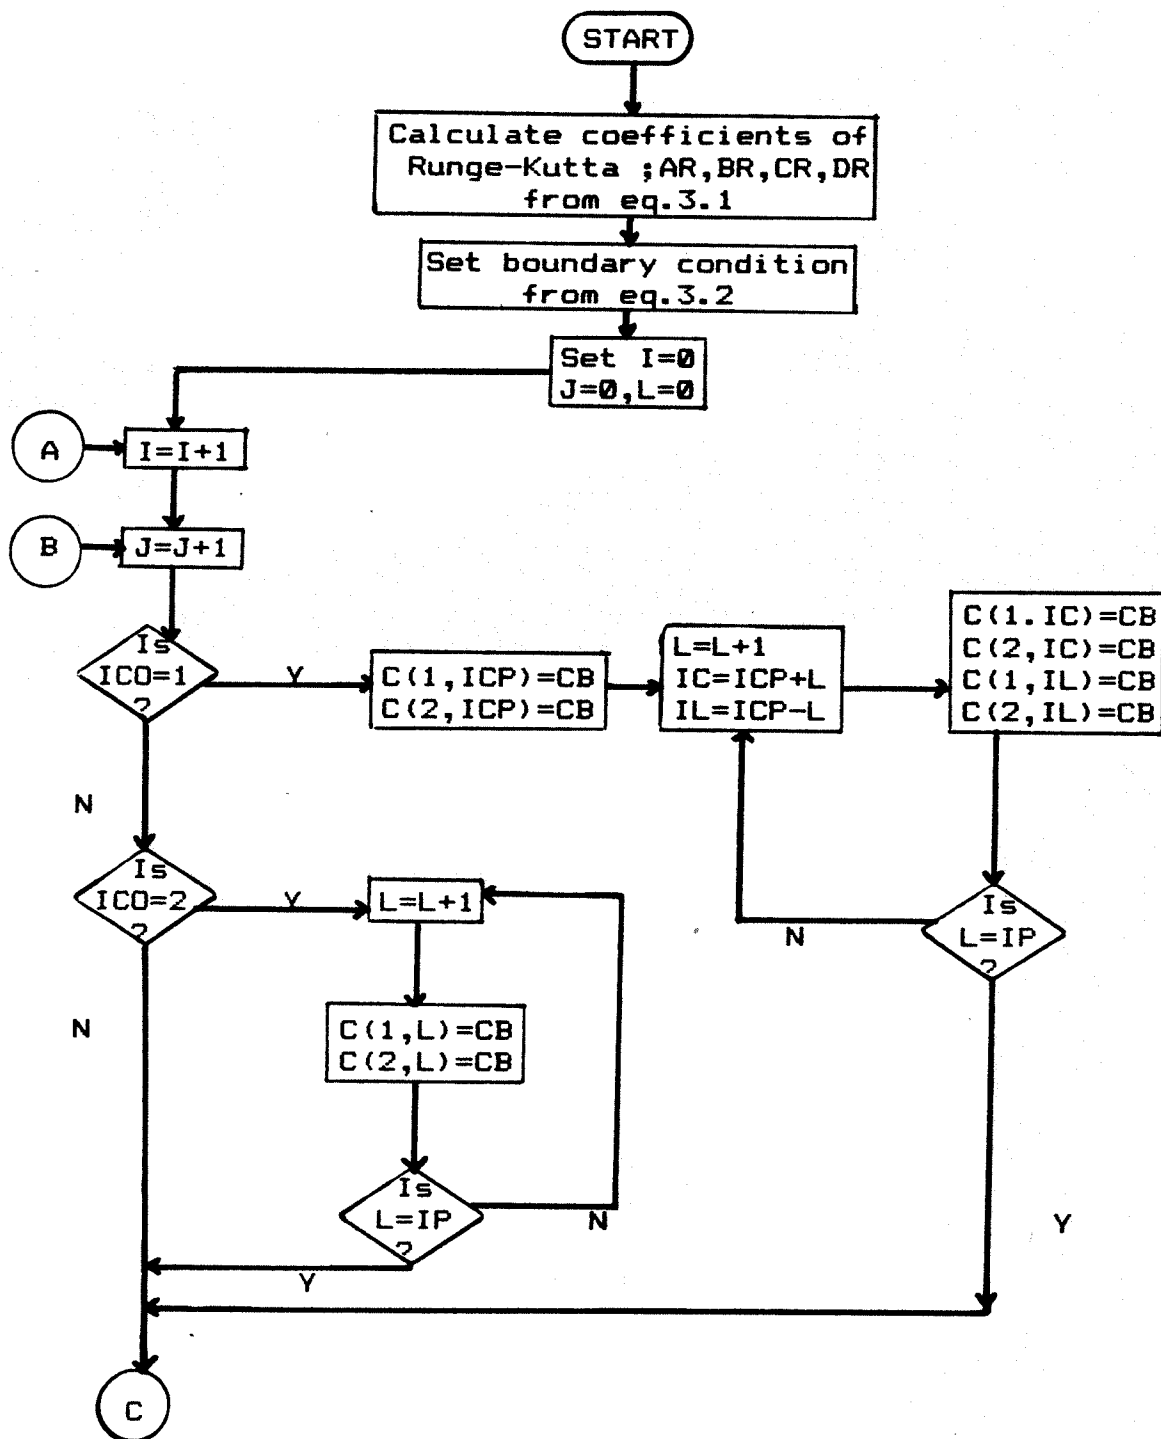 START
Calculate coefficients of
Runge-Kutta ;AR,BR,CR,DR
from eq.3.1
Set boundary condition
from eq.3.2
Set I=0
J=0,L=0
A
I=I+1
B
J=J+1
Is
ICO=1
?
Y
C(1,ICP)=CB
C(2,ICP)=CB
L=L+1
IC=ICP+L
IL=ICP-L
C(1.IC)=CB
C(2,IC)=CB
C(1,IL)=CB
C(2,IL)=CB
N
Is
ICO=2
?
Y
L=L+1
N
Is
L=IP
?
N
C(1,L)=CB
C(2,L)=CB
Is
L=IP
?
N
Y
Y
C